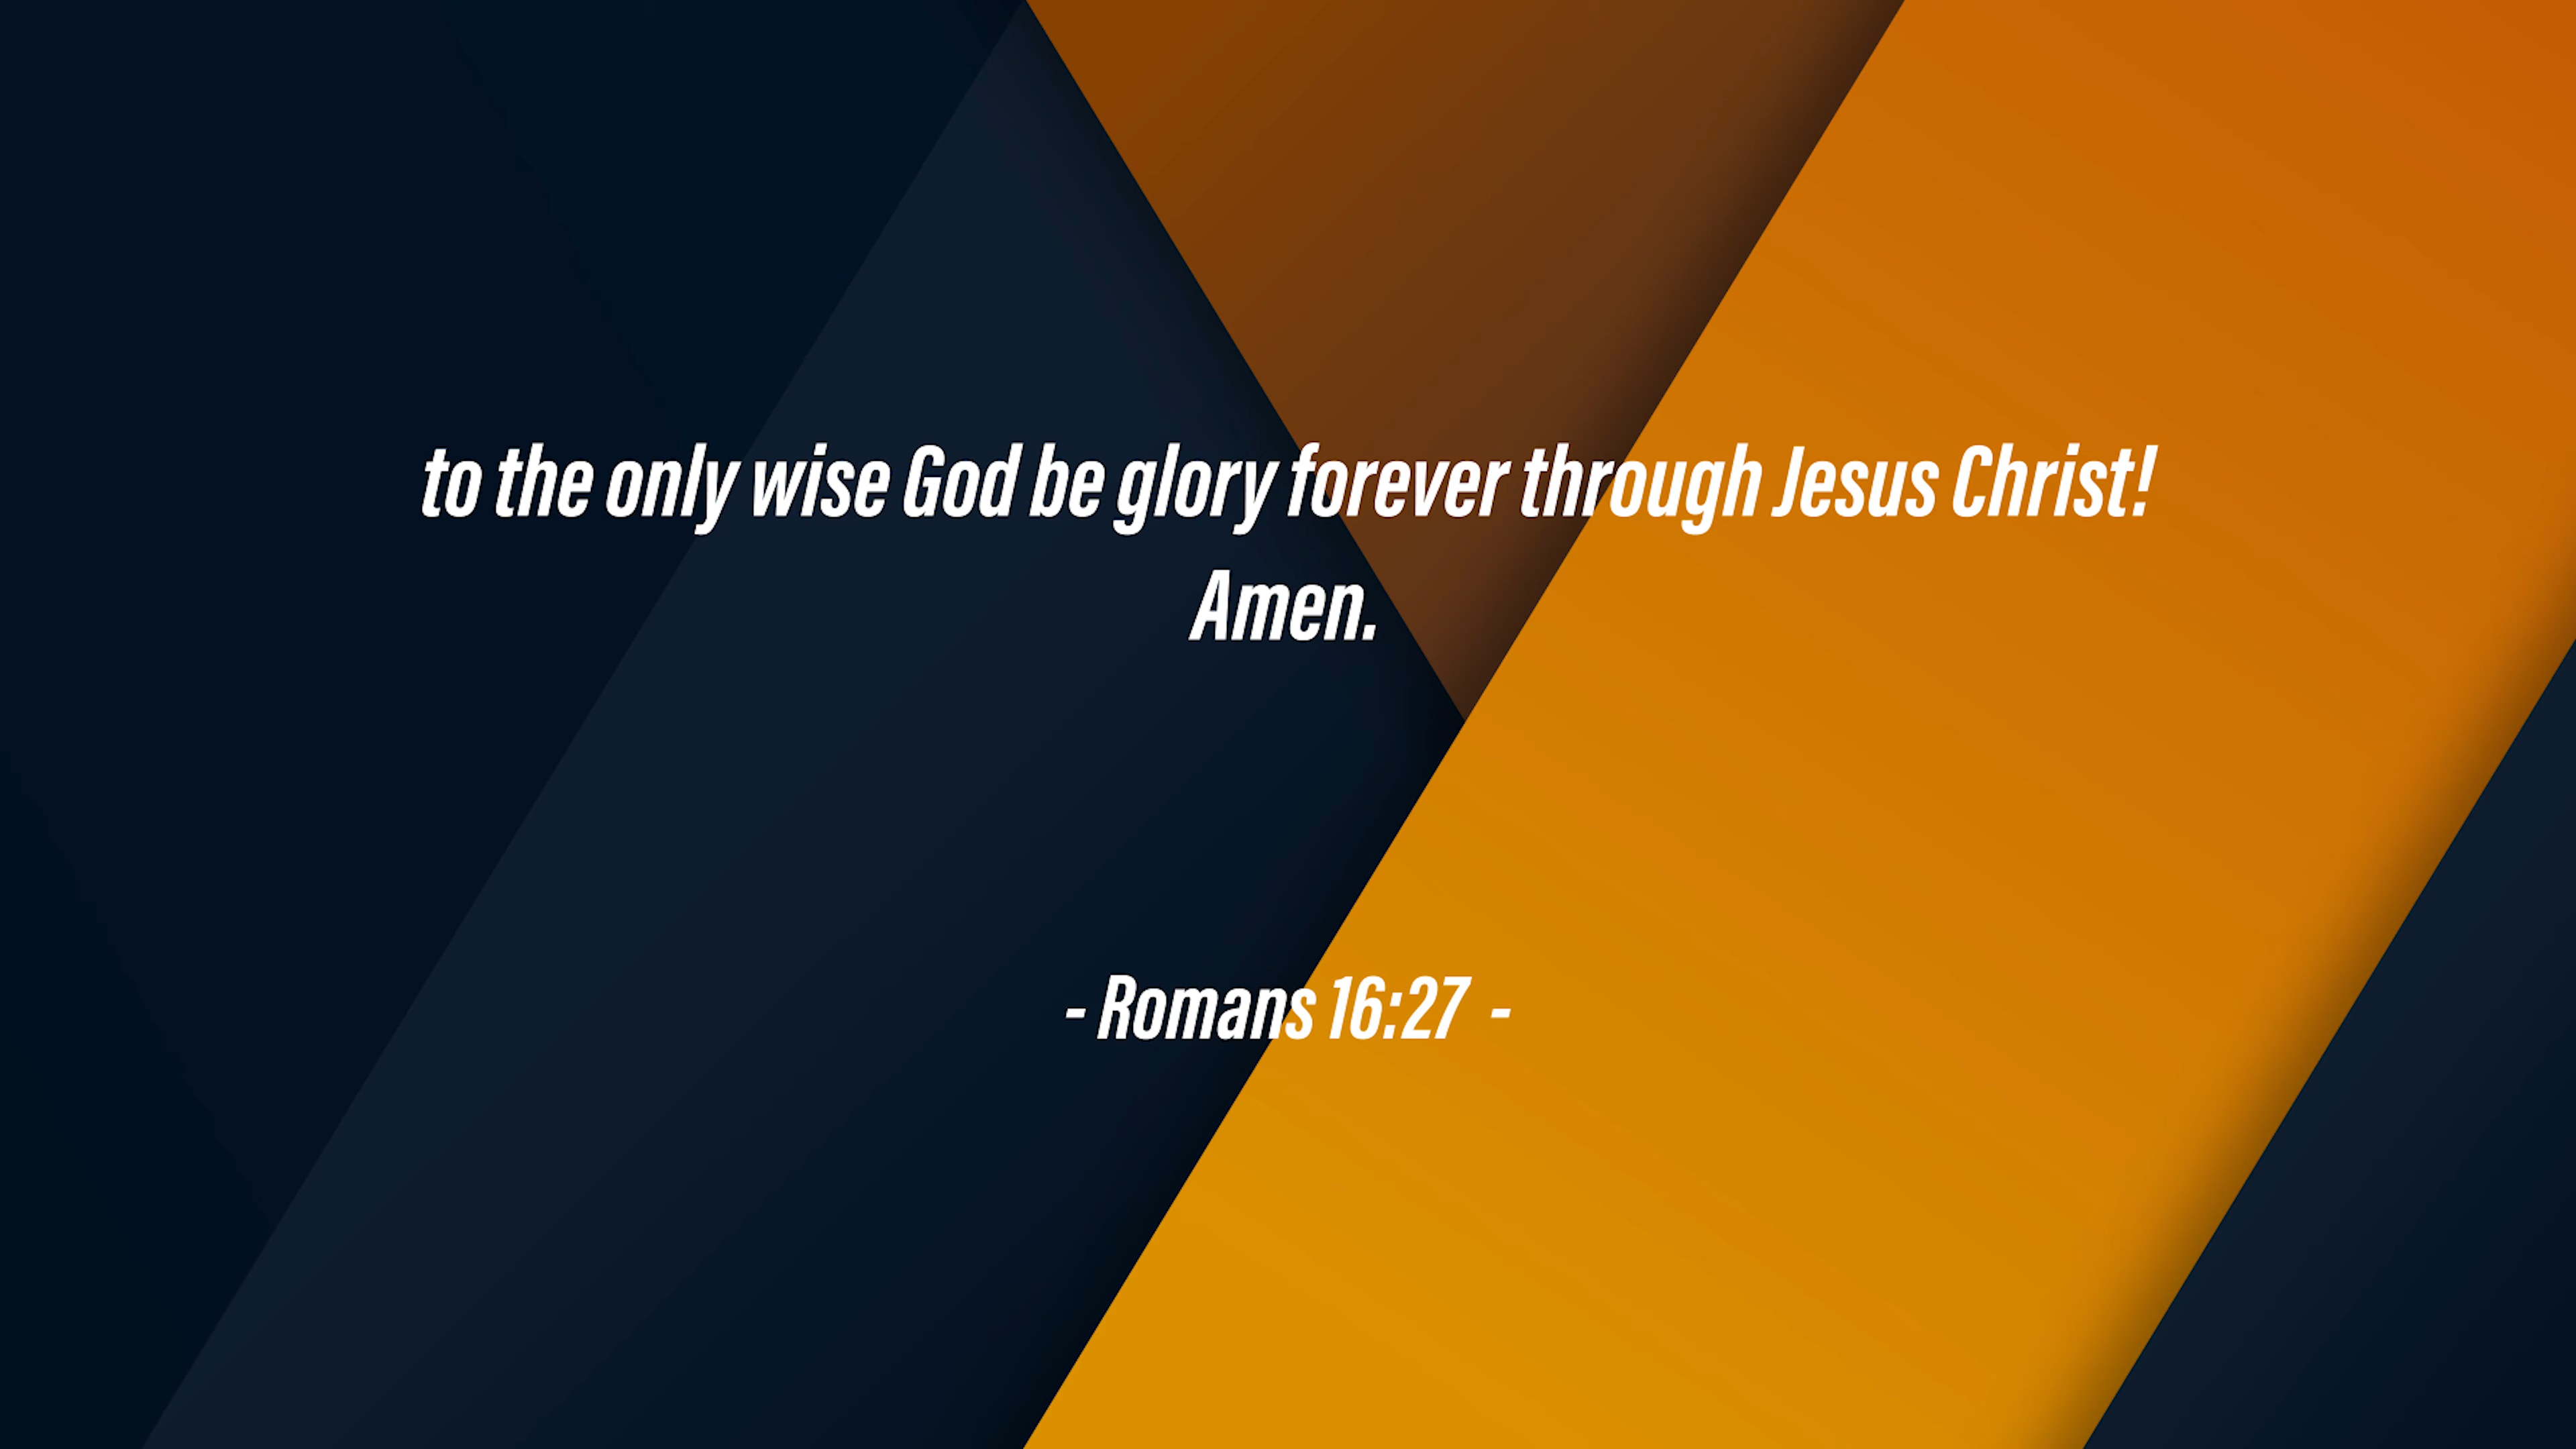 to the only wise God be glory forever through Jesus Christ!
Amen.
- Romans 16:27 -